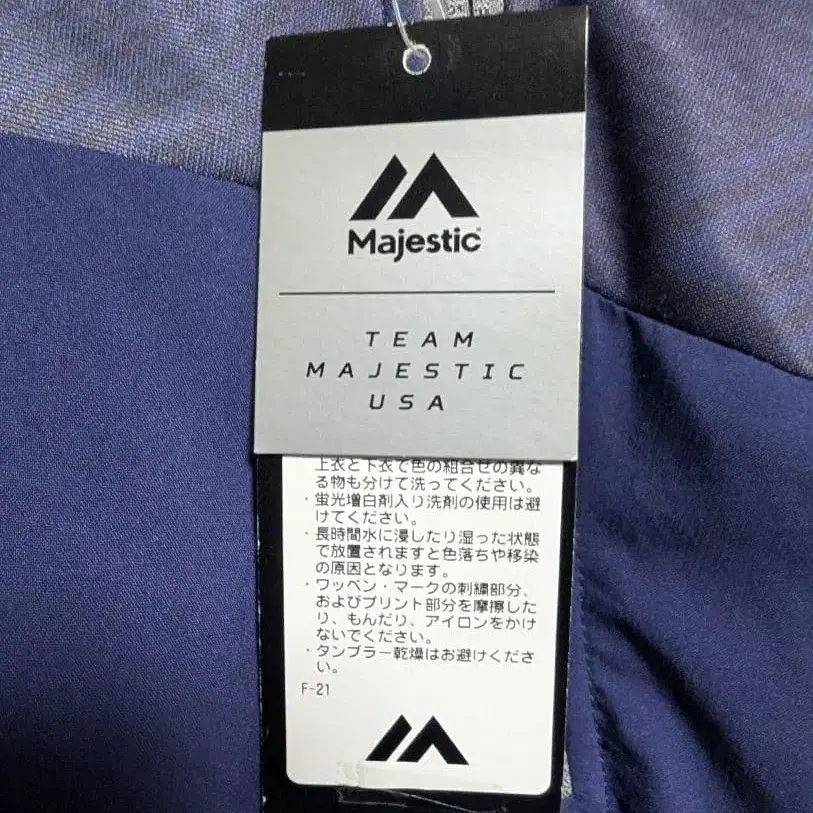 Majestic
TEAM
MAJESTIC
USA
上衣と下衣で色の組合せの異な
る物も分けて洗ってください。
・蛍光増白剤入り洗剤の使用は避
けてください。
・長時間水に浸したり湿った状態
で放置されますと色落ちや移染
の原因となります。
・ワッペン・マークの刺繍部分、
およびプリント部分を摩擦した
り、もんだり、アイロンをかけ
ないでください。
・タンブラー乾燥はお避けくださ
い。
F-21